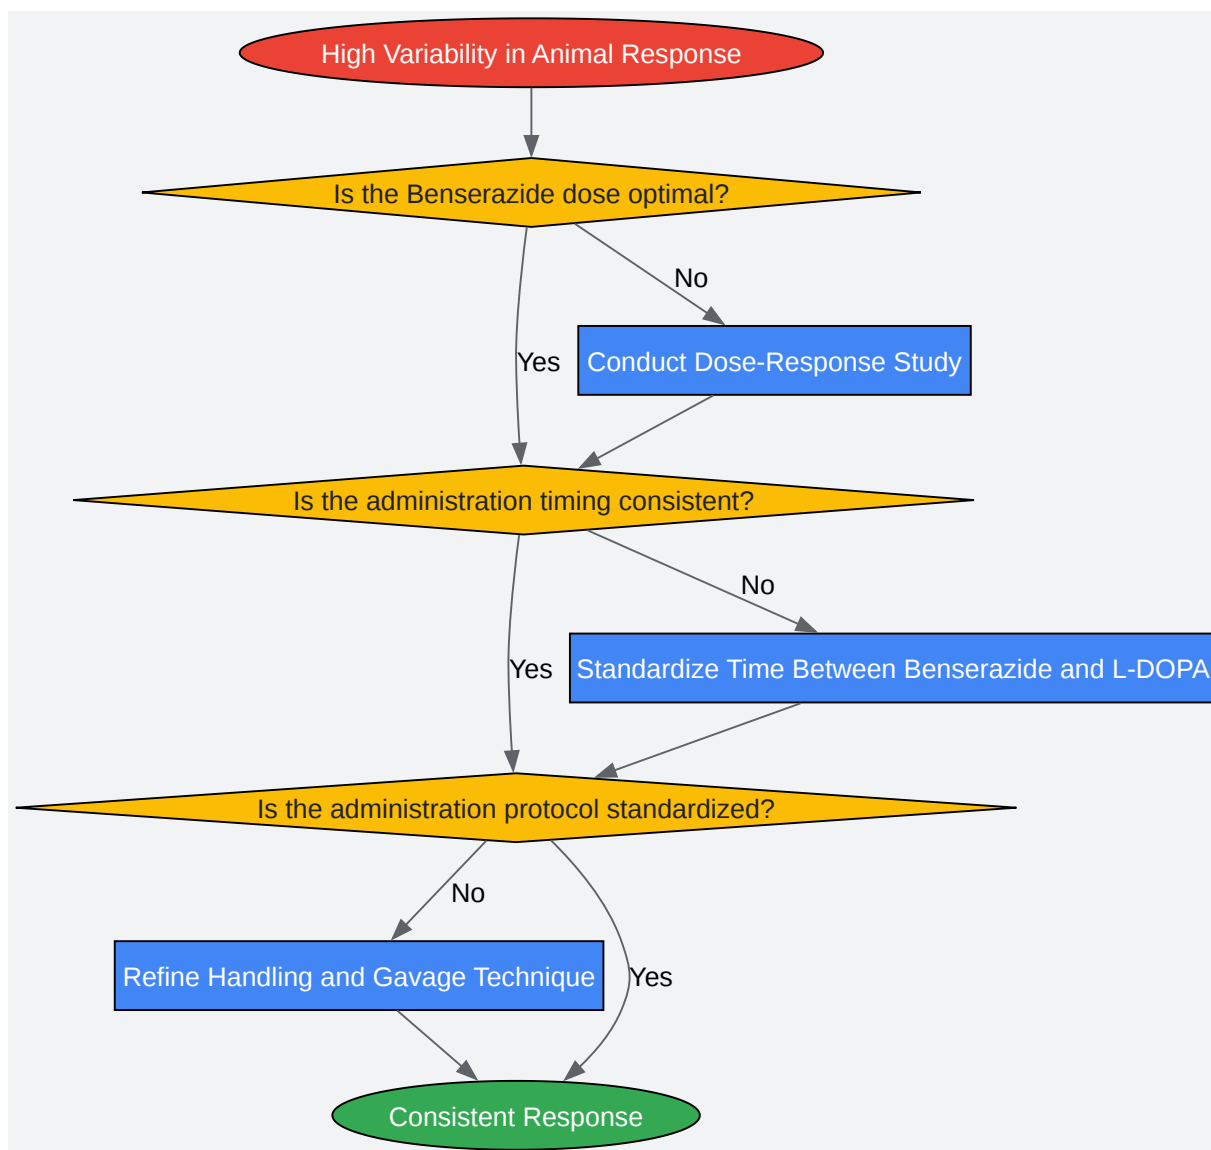 High Variability in Animal Response
Is the Benserazide dose optimal?
No
Yes
Conduct Dose-Response Study
Is the administration timing consistent?
No
Yes
Standardize Time Between Benserazide and L-DOPA
Is the administration protocol standardized?
No
Refine Handling and Gavage Technique
Yes
Consistent Response